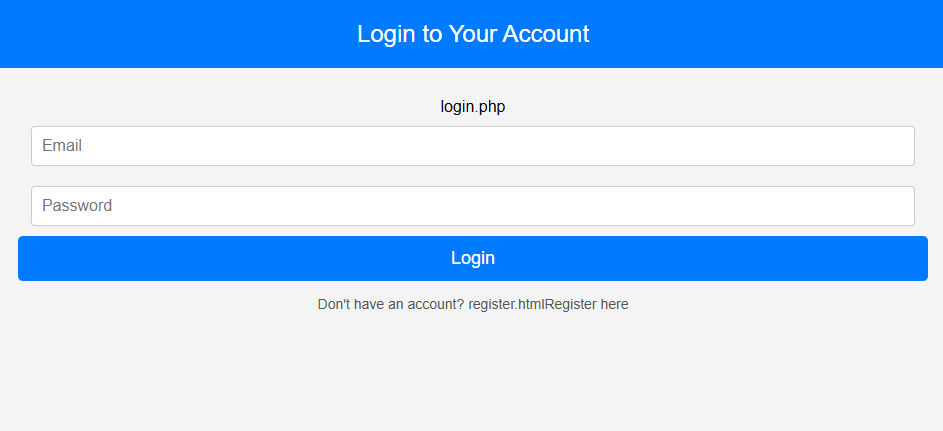 Login to Your Account
login.php
Email
Password
Login
Don't have an account? register.htmlRegister here